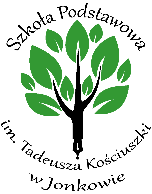 Szkoła Podstawowa
im. Tadeusza Kościuszki
w Jonkowie